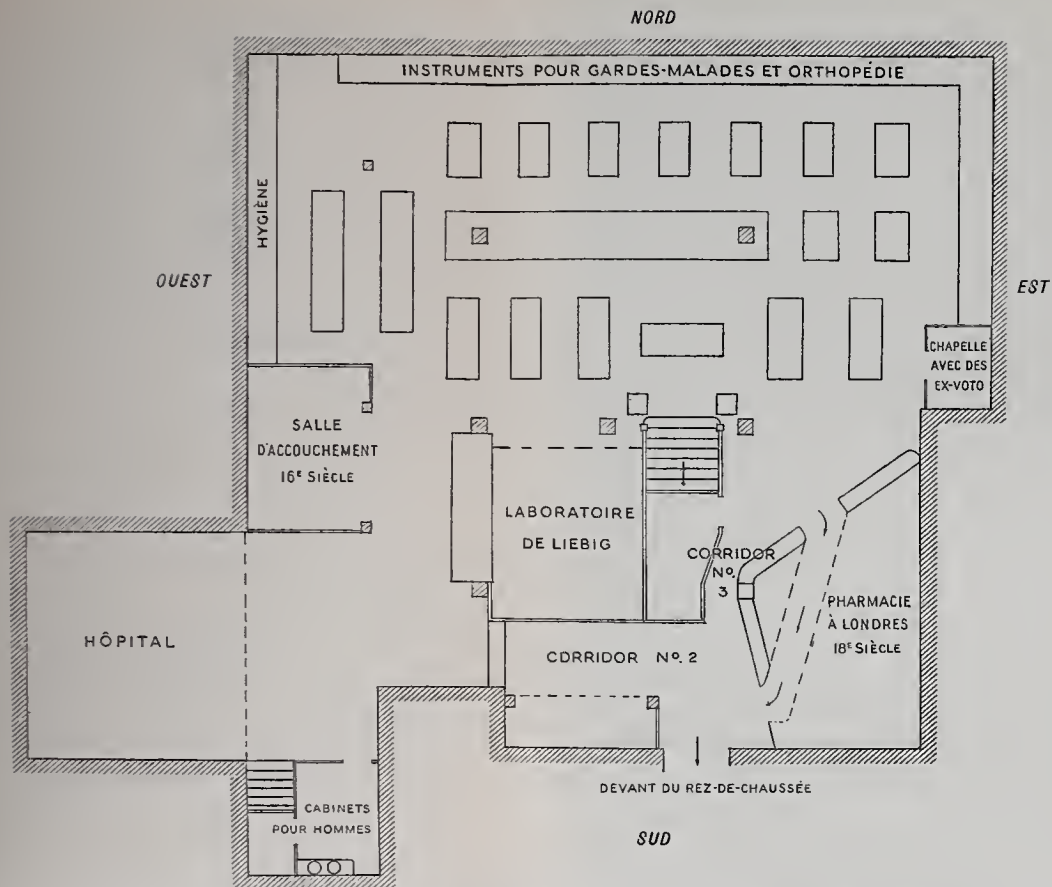 NORD
INSTRUMENTS POUR GARDES-MALADES ET ORTHOPÉDIE
HYGIÈNE
OUEST
EST
CHAPELLE
AVEC DES
EX-VOTO
SALLE
D'ACCOUCHEMENT
16E SIÈCLE
LABORATOIRE
DE LIEBIG
CORRIDOR
No.
3
PHARMACIE
À LONDRES
18E SIÈCLE
HÔPITAL
CORRIDOR No. 2
DEVANT DU REZ-DE-CHAUSSÉE
CABINETS
POUR HOMMES
SUD